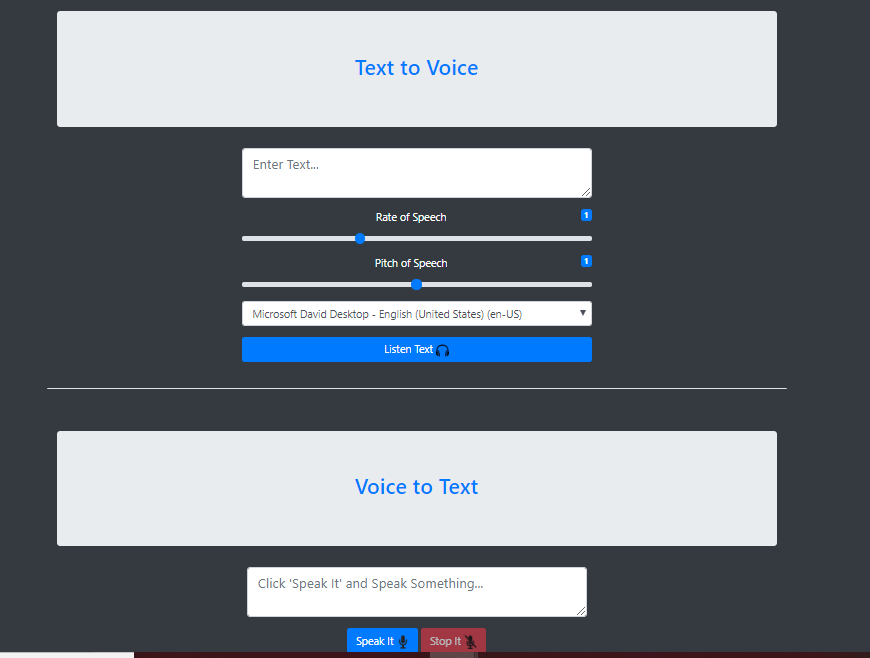 Text to Voice
Enter Text...
Rate of Speech 1
Pitch of Speech 1
Microsoft David Desktop - English (United States) (en-US)
Listen Text
Voice to Text
Click 'Speak It' and Speak Something...
Speak It Stop It